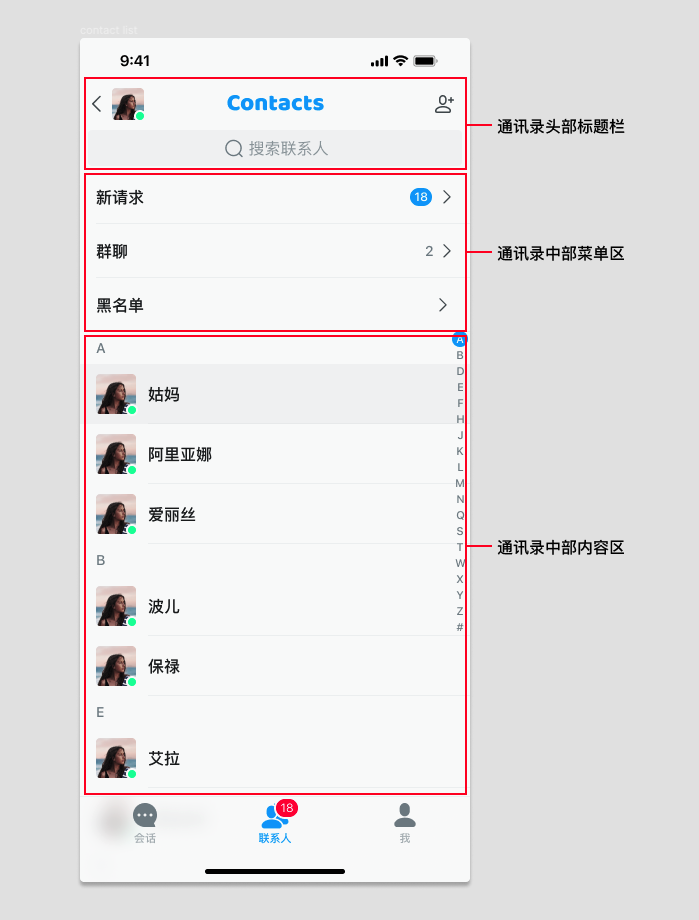 contact list
9:41
Contacts
搜索联系人
通讯录头部标题栏
新请求 18
群聊 2
黑名单
通讯录中部菜单区
A
姑妈
阿里亚娜
爱丽丝
B
波儿
保禄
E
艾拉
A
B
D
E
F
H
J
K
L
M
N
Q
S
T
W
X
Y
Z
#
通讯录中部内容区
18
会话 联系人 我